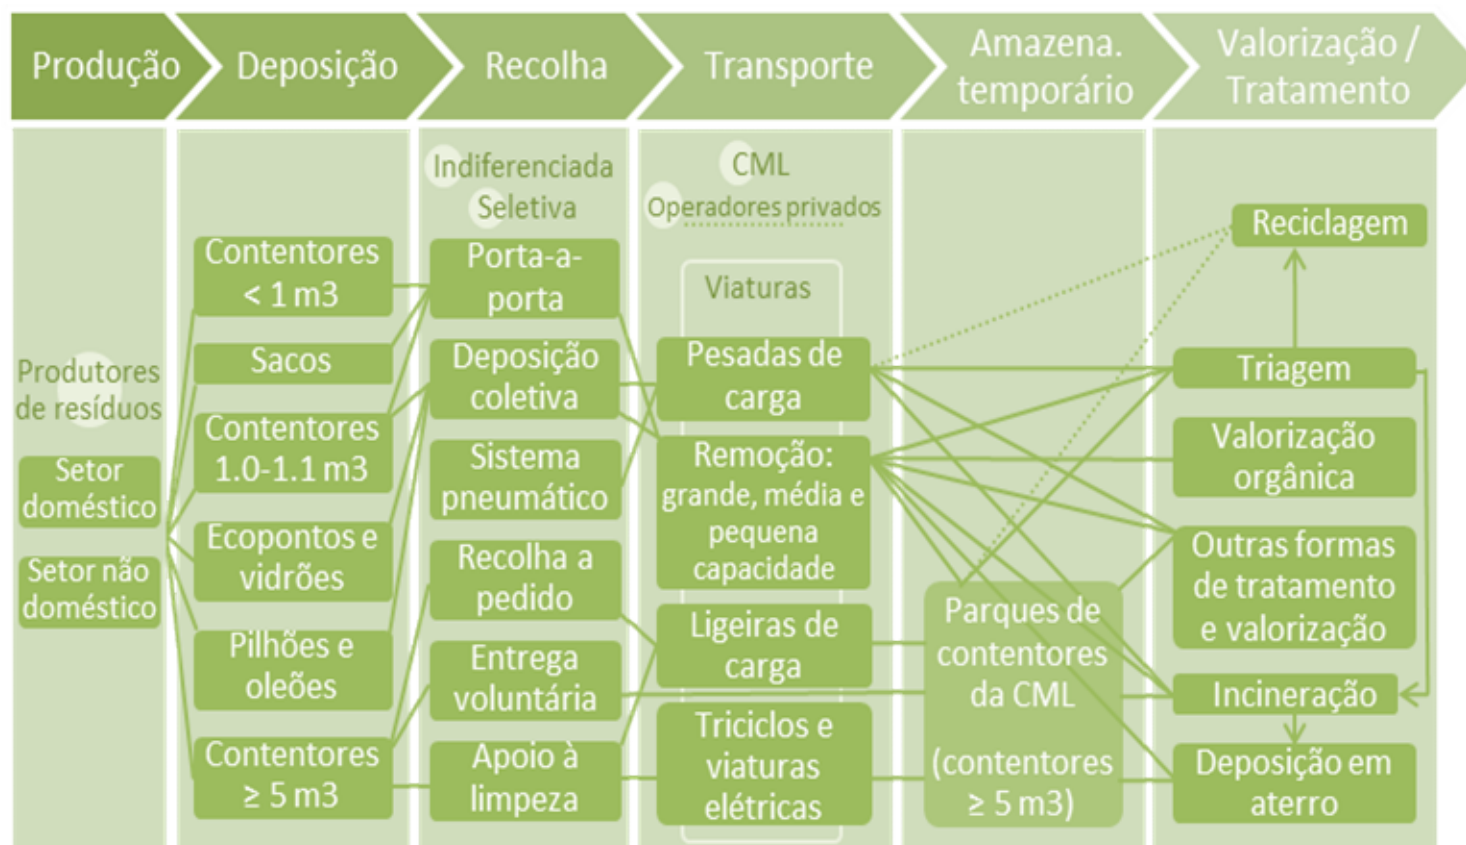 Produção
Deposição
Recolha
Transporte
Amazena.
temporário
Valorização /
Tratamento
Produtores
de resíduos
Setor
doméstico
Setor não
doméstico
Contentores
< 1 m3
Sacos
Contentores
1.0-1.1 m3
Ecopontos e
vidrões
Pilhões e
oleões
Contentores
≥ 5 m3
Indiferenciada
Seletiva
Porta-a-
porta
Deposição
coletiva
Sistema
pneumático
Recolha a
pedido
Entrega
voluntária
Apoio à
limpeza
CML
Operadores privados
Viaturas
Pesadas de
carga
Remoção:
grande, média e
pequena
capacidade
Ligeiras de
carga
Triciclos e
viaturas
elétricas
Parques de
contentores
da CML
(contentores
≥ 5 m3)
Reciclagem
Triagem
Valorização
orgânica
Outras formas
de tratamento
e valorização
Incineração
Deposição em
aterro